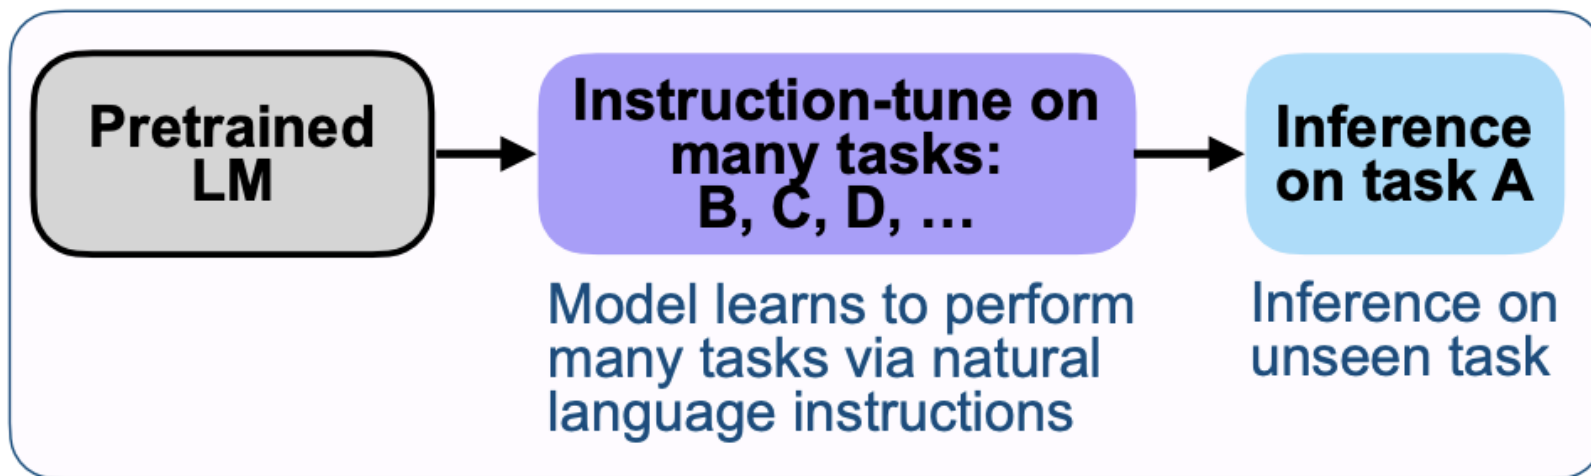 Pretrained
LM
Instruction-tune on
many tasks:
B, C, D, …
Inference
on task A
Model learns to perform
many tasks via natural
language instructions
Inference on
unseen task